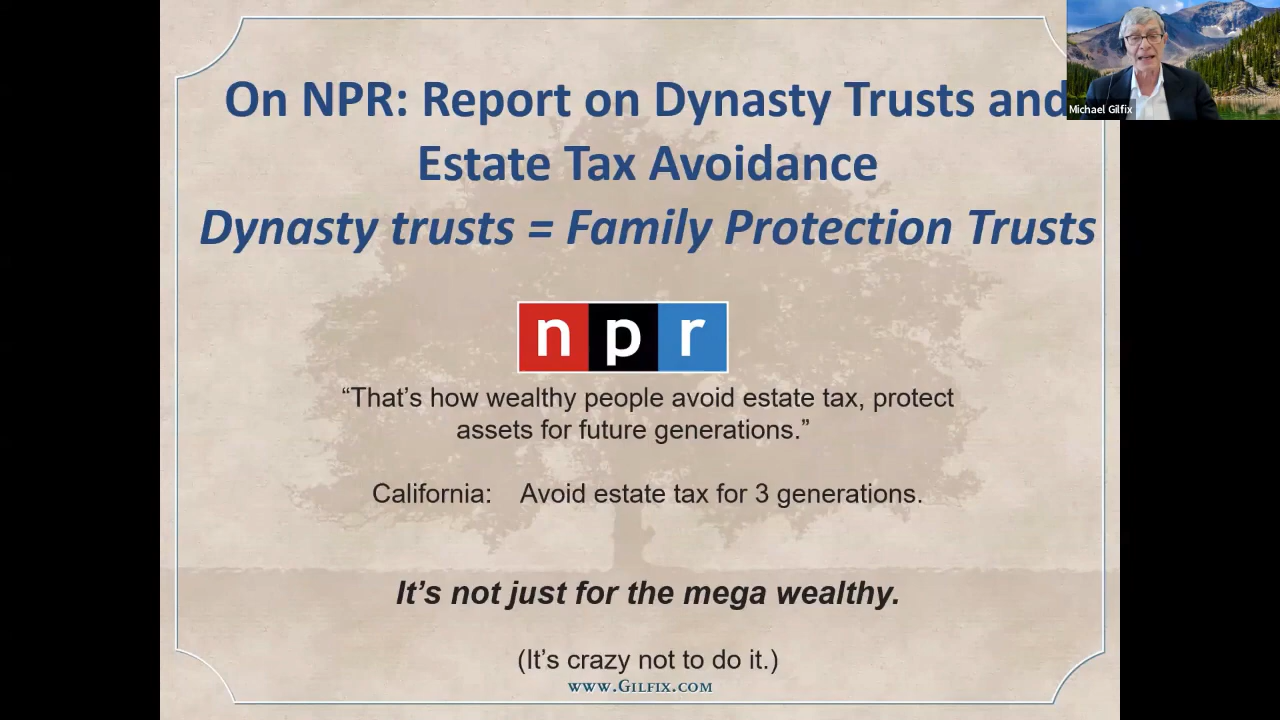 On NPR: Report on Dynasty Trusts and
Michael Gilfix
Estate Tax Avoidance
Dynasty trusts = Family Protection Trusts
n p r
“That’s how wealthy people avoid estate tax, protect
assets for future generations.”
California: Avoid estate tax for 3 generations.
It’s not just for the mega wealthy.
(It’s crazy not to do it.)
www.Gilfix.com